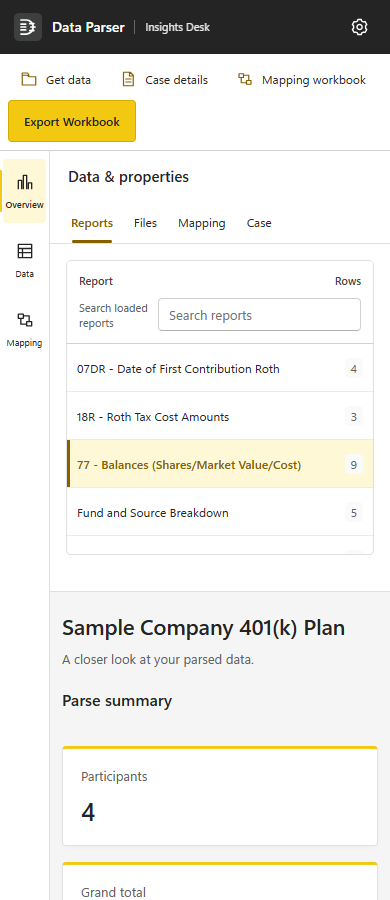 Data Parser
Insights Desk
Get data
Case details
Mapping workbook
Export Workbook
Overview
Data
Mapping
Data & properties
Reports
Files
Mapping
Case
Report
Rows
Search loaded
reports
Search reports
07DR - Date of First Contribution Roth
4
18R - Roth Tax Cost Amounts
3
77 - Balances (Shares/Market Value/Cost)
9
Fund and Source Breakdown
5
Sample Company 401(k) Plan
A closer look at your parsed data.
Parse summary
Participants
4
Grand total